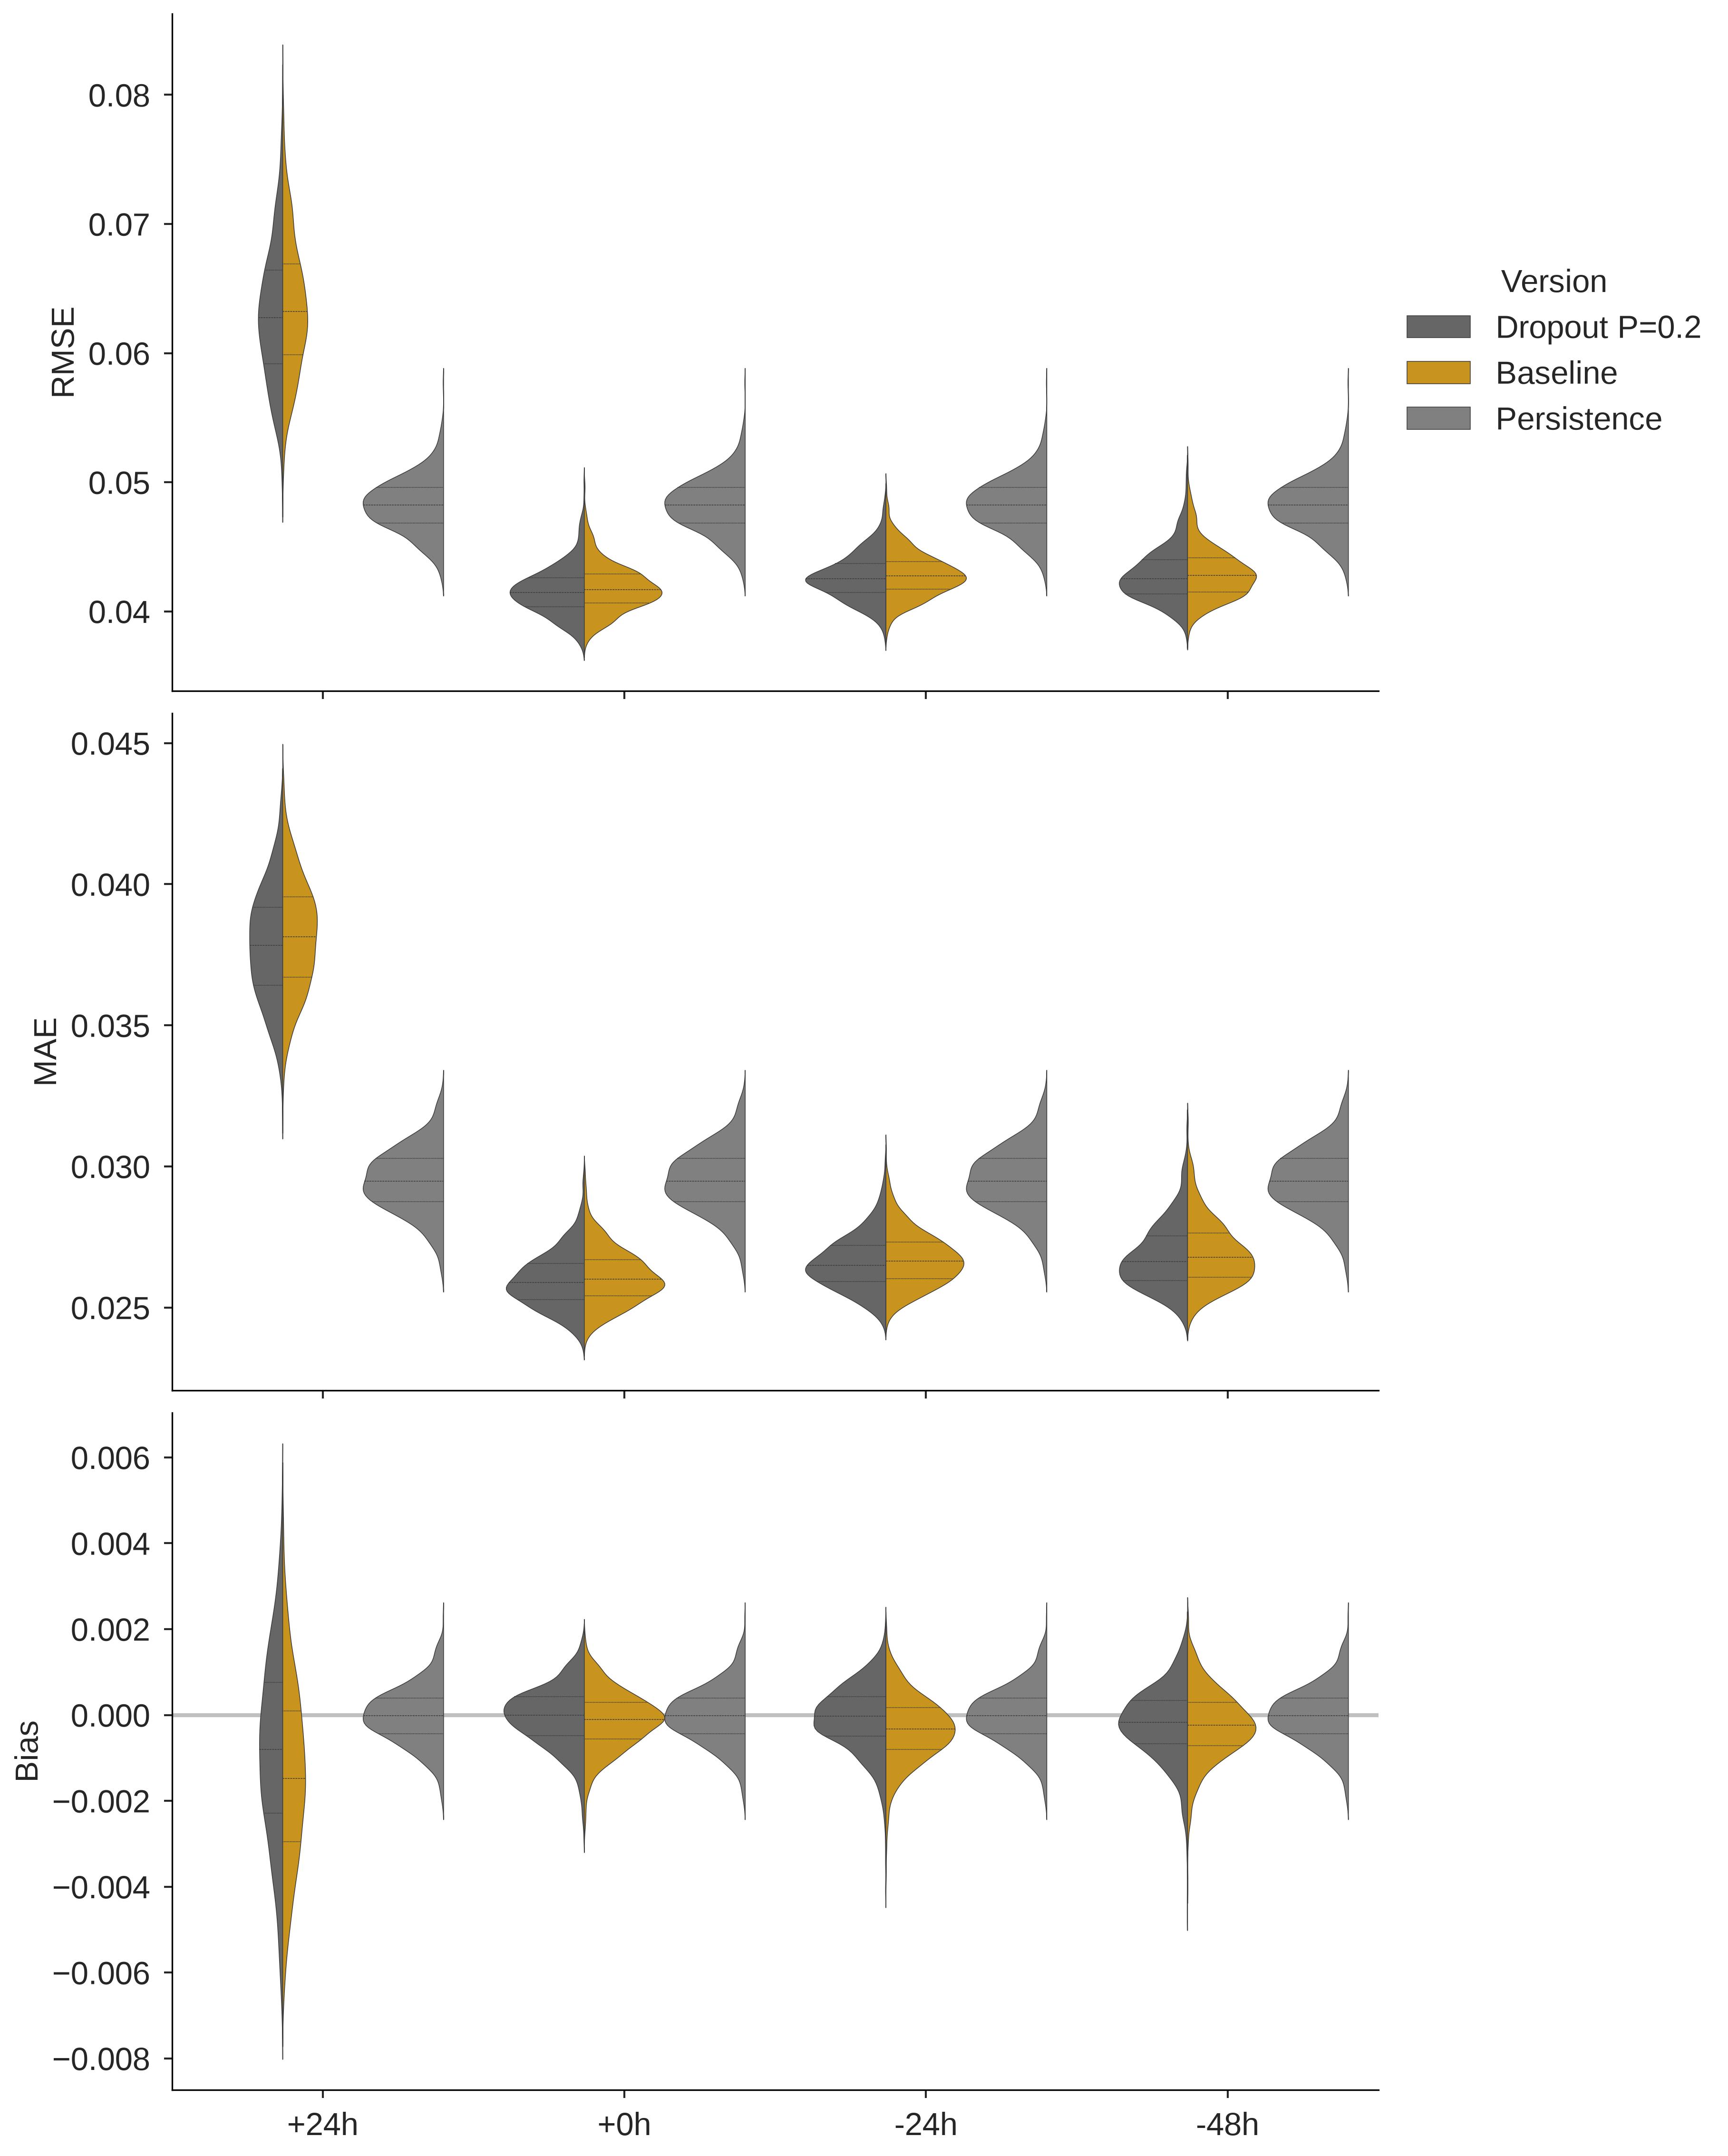 0.08
0.07
0.06
0.05
0.04
RMSE
Version
Dropout P=0.2
Baseline
Persistence
0.045
0.040
0.035
0.030
0.025
MAE
0.006
0.004
0.002
0.000
−0.002
−0.004
−0.006
−0.008
Bias
+24h
+0h
-24h
-48h